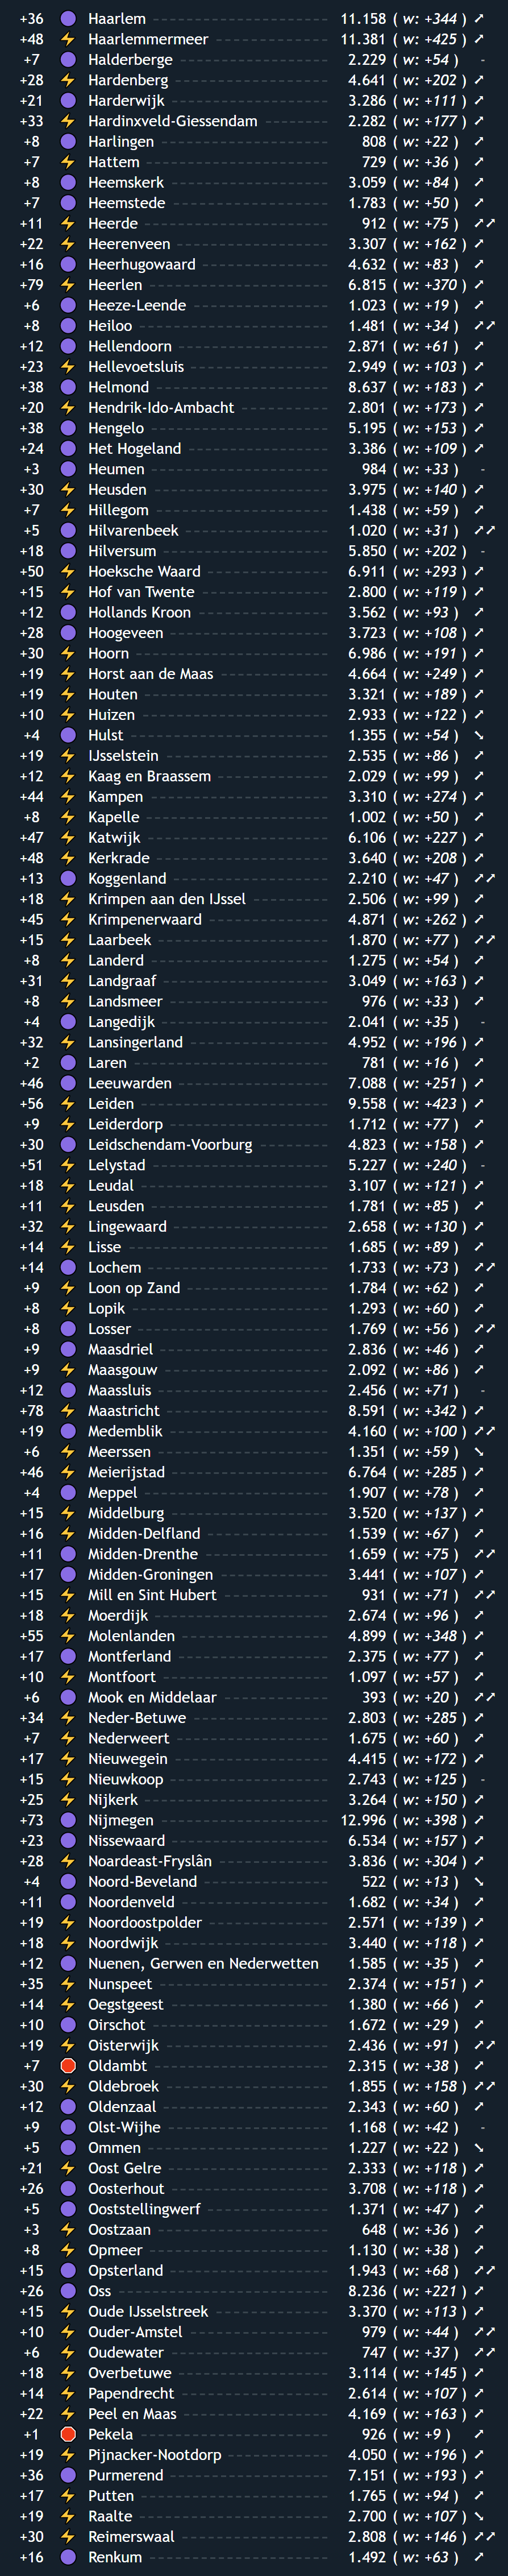 +36 Haarlem 11.158 ( w: +344 )
+48 Haarlemmermeer 11.381 ( w: +425 )
+7 Halderberge 2.229 ( w: +54 ) -
+28 Hardenberg 4.641 ( w: +202 )
+21 Harderwijk 3.286 ( w: +111 )
+33 Hardinxveld-Giessendam 2.282 ( w: +177 )
+8 Harlingen 808 ( w: +22 )
+7 Hattem 729 ( w: +36 )
+8 Heemskerk 3.059 ( w: +84 )
+7 Heemstede 1.783 ( w: +50 )
+11 Heerde 912 ( w: +75 )
+22 Heerenveen 3.307 ( w: +162 )
+16 Heerhugowaard 4.632 ( w: +83 )
+79 Heerlen 6.815 ( w: +370 )
+6 Heeze-Leende 1.023 ( w: +19 )
+8 Heiloo 1.481 ( w: +34 )
+12 Hellendoorn 2.871 ( w: +61 )
+23 Hellevoetsluis 2.949 ( w: +103 )
+38 Helmond 8.637 ( w: +183 )
+20 Hendrik-Ido-Ambacht 2.801 ( w: +173 )
+38 Hengelo 5.195 ( w: +153 )
+24 Het Hogeland 3.386 ( w: +109 )
+3 Heumen 984 ( w: +33 ) -
+30 Heusden 3.975 ( w: +140 )
+7 Hillegom 1.438 ( w: +59 )
+5 Hilvarenbeek 1.020 ( w: +31 )
+18 Hilversum 5.850 ( w: +202 ) -
+50 Hoeksche Waard 6.911 ( w: +293 )
+15 Hof van Twente 2.800 ( w: +119 )
+12 Hollands Kroon 3.562 ( w: +93 )
+28 Hoogeveen 3.723 ( w: +108 )
+30 Hoorn 6.986 ( w: +191 )
+19 Horst aan de Maas 4.664 ( w: +249 )
+19 Houten 3.321 ( w: +189 )
+10 Huizen 2.933 ( w: +122 )
+4 Hulst 1.355 ( w: +54 )
+19 IJsselstein 2.535 ( w: +86 )
+12 Kaag en Braassem 2.029 ( w: +99 )
+44 Kampen 3.310 ( w: +274 )
+8 Kapelle 1.002 ( w: +50 )
+47 Katwijk 6.106 ( w: +227 )
+48 Kerkrade 3.640 ( w: +208 )
+13 Koggenland 2.210 ( w: +47 )
+18 Krimpen aan den IJssel 2.506 ( w: +99 )
+45 Krimpenerwaard 4.871 ( w: +262 )
+15 Laarbeek 1.870 ( w: +77 )
+8 Landerd 1.275 ( w: +54 )
+31 Landgraaf 3.049 ( w: +163 )
+8 Landsmeer 976 ( w: +33 )
+4 Langedijk 2.041 ( w: +35 ) -
+32 Lansingerland 4.952 ( w: +196 )
+2 Laren 781 ( w: +16 )
+46 Leeuwarden 7.088 ( w: +251 )
+56 Leiden 9.558 ( w: +423 )
+9 Leiderdorp 1.712 ( w: +77 )
+30 Leidschendam-Voorburg 4.823 ( w: +158 )
+51 Lelystad 5.227 ( w: +240 ) -
+18 Leudal 3.107 ( w: +121 )
+11 Leusden 1.781 ( w: +85 )
+32 Lingewaard 2.658 ( w: +130 )
+14 Lisse 1.685 ( w: +89 )
+14 Lochem 1.733 ( w: +73 )
+9 Loon op Zand 1.784 ( w: +62 )
+8 Lopik 1.293 ( w: +60 )
+8 Losser 1.769 ( w: +56 )
+9 Maasdriel 2.836 ( w: +46 )
+9 Maasgouw 2.092 ( w: +86 )
+12 Maassluis 2.456 ( w: +71 ) -
+78 Maastricht 8.591 ( w: +342 )
+19 Medemblik 4.160 ( w: +100 )
+6 Meerssen 1.351 ( w: +59 )
+46 Meierijstad 6.764 ( w: +285 )
+4 Meppel 1.907 ( w: +78 )
+15 Middelburg 3.520 ( w: +137 )
+16 Midden-Delfland 1.539 ( w: +67 )
+11 Midden-Drenthe 1.659 ( w: +75 )
+17 Midden-Groningen 3.441 ( w: +107 )
+15 Mill en Sint Hubert 931 ( w: +71 )
+18 Moerdijk 2.674 ( w: +96 )
+55 Molenlanden 4.899 ( w: +348 )
+17 Montferland 2.375 ( w: +77 )
+10 Montfoort 1.097 ( w: +57 )
+6 Mook en Middelaar 393 ( w: +20 )
+34 Neder-Betuwe 2.803 ( w: +285 )
+7 Nederweert 1.675 ( w: +60 )
+17 Nieuwegein 4.415 ( w: +172 )
+15 Nieuwkoop 2.743 ( w: +125 ) -
+25 Nijkerk 3.264 ( w: +150 )
+73 Nijmegen 12.996 ( w: +398 )
+23 Nissewaard 6.534 ( w: +157 )
+28 Noardeast-Fryslân 3.836 ( w: +304 )
+4 Noord-Beveland 522 ( w: +13 )
+11 Noordenveld 1.682 ( w: +34 )
+19 Noordoostpolder 2.571 ( w: +139 )
+18 Noordwijk 3.440 ( w: +118 )
+12 Nuenen, Gerwen en Nederwetten 1.585 ( w: +35 )
+35 Nunspeet 2.374 ( w: +151 )
+14 Oegstgeest 1.380 ( w: +66 )
+10 Oirschot 1.672 ( w: +29 )
+19 Oisterwijk 2.436 ( w: +91 )
+7 Oldambt 2.315 ( w: +38 )
+30 Oldebroek 1.855 ( w: +158 )
+12 Oldenzaal 2.343 ( w: +60 )
+9 Olst-Wijhe 1.168 ( w: +42 ) -
+5 Ommen 1.227 ( w: +22 )
+21 Oost Gelre 2.333 ( w: +118 )
+26 Oosterhout 3.708 ( w: +118 )
+5 Ooststellingwerf 1.371 ( w: +47 )
+3 Oostzaan 648 ( w: +36 )
+8 Opmeer 1.130 ( w: +38 )
+15 Opsterland 1.943 ( w: +68 )
+26 Oss 8.236 ( w: +221 )
+15 Oude IJsselstreek 3.370 ( w: +113 )
+10 Ouder-Amstel 979 ( w: +44 )
+6 Oudewater 747 ( w: +37 )
+18 Overbetuwe 3.114 ( w: +145 )
+14 Papendrecht 2.614 ( w: +107 )
+22 Peel en Maas 4.169 ( w: +163 )
+1 Pekela 926 ( w: +9 )
+19 Pijnacker-Nootdorp 4.050 ( w: +196 )
+36 Purmerend 7.151 ( w: +193 )
+17 Putten 1.765 ( w: +94 )
+19 Raalte 2.700 ( w: +107 )
+30 Reimerswaal 2.808 ( w: +146 )
+16 Renkum 1.492 ( w: +63 )